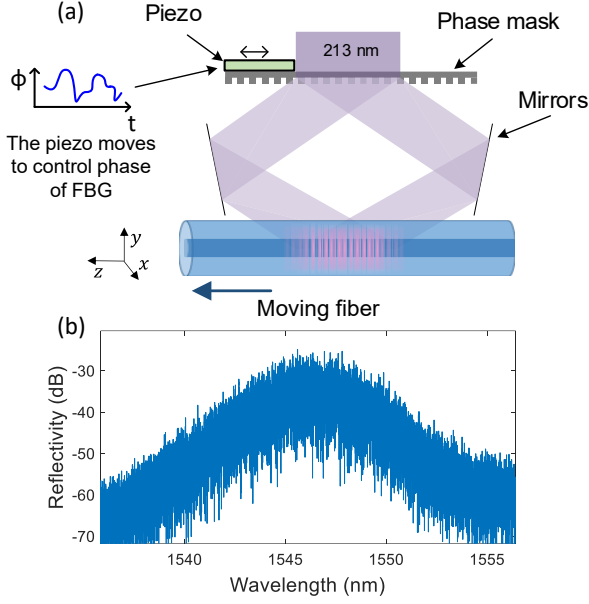 (a)
Piezo
213 nm
Phase mask
Mirrors
ϕ
t
The piezo moves
to control phase
of FBG
y
z
x
Moving fiber
(b)
Reflectivity (dB)
-30
-40
-50
-60
-70
1540
1545
1550
1555
Wavelength (nm)